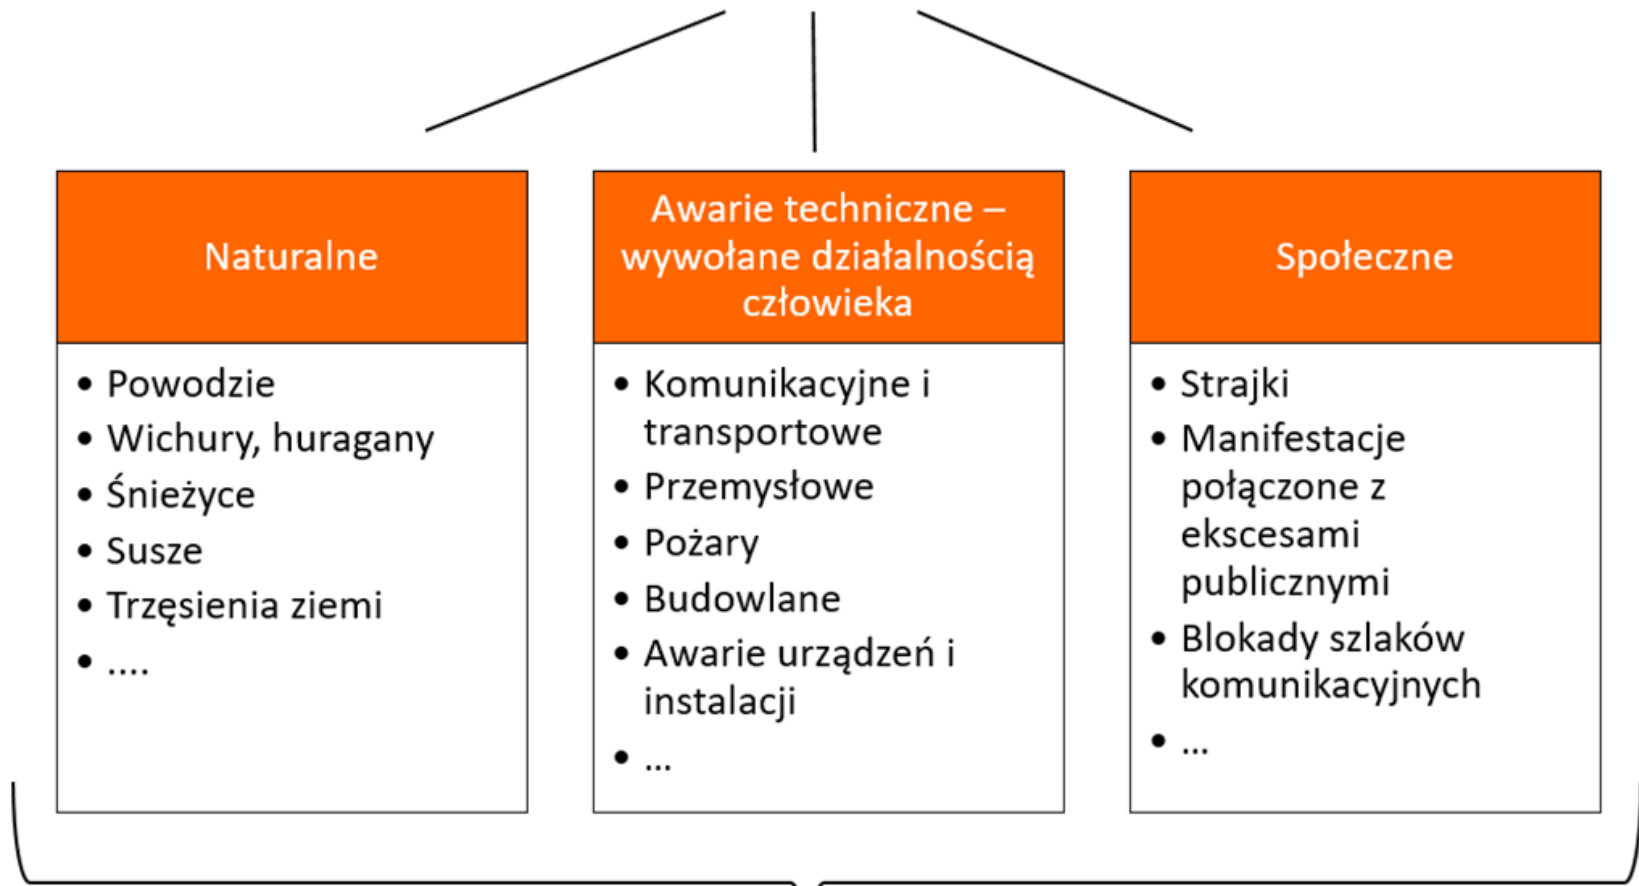 Naturalne
• Powodzie
• Wichury, huragany
• Śnieżyce
• Susze
• Trzęsienia ziemi
• ....
Awarie techniczne –
wywołane działalnością
człowieka
• Komunikacyjne i
transportowe
• Przemysłowe
• Pożary
• Budowlane
• Awarie urządzeń i
instalacji
• ...
Społeczne
• Strajki
• Manifestacje
połączone z
ekscesami
publicznymi
• Blokady szlaków
komunikacyjnych
• ...